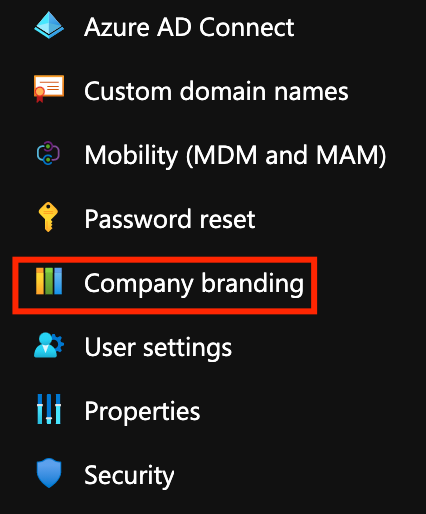 Azure AD Connect
Custom domain names
Mobility (MDM and MAM)
Password reset
Company branding
User settings
Properties
Security